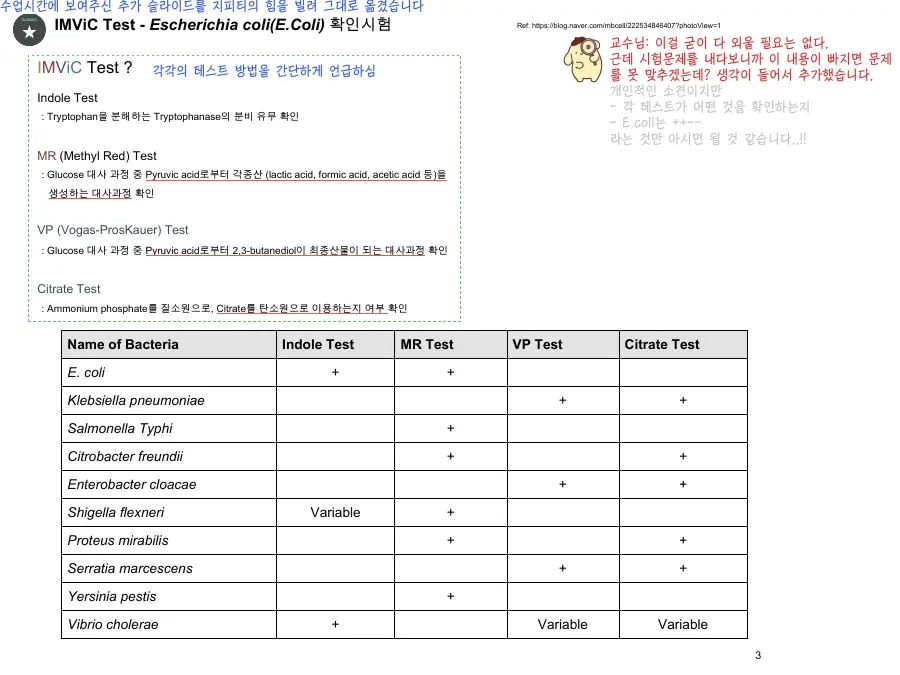 수업시간에 보여주신 추가 슬라이드를 지피티의 힘을 빌려 그대로 옮겼습니다
IMViC Test - Escherichia coli(E.Coli) 확인시험
Ref: https://blog.naver.com/mbcell/222534846407?photoView=1
교수님: 이걸 굳이 다 외울 필요는 없다.
근데 시험문제를 내다보니까 이 내용이 빠지면 문제
를 못 맞추겠는데? 생각이 들어서 추가했습니다.
개인적인 소견이지만
- 각 테스트가 어떤 것을 확인하는지
- E.coli는 ++--
라는 것만 아시면 될 것 같습니다..!!
IMViC Test ? 각각의 테스트 방법을 간단하게 언급하심
Indole Test
: Tryptophan을 분해하는 Tryptophanase의 분비 유무 확인
MR (Methyl Red) Test
: Glucose 대사 과정 중 Pyruvic acid로부터 각종산 (lactic acid, formic acid, acetic acid 등)을
생성하는 대사과정 확인
VP (Vogas-ProsKauer) Test
: Glucose 대사 과정 중 Pyruvic acid로부터 2,3-butanediol이 최종산물이 되는 대사과정 확인
Citrate Test
: Ammonium phosphate를 질소원으로, Citrate를 탄소원으로 이용하는지 여부 확인
Name of Bacteria Indole Test MR Test VP Test Citrate Test
E. coli + +
Klebsiella pneumoniae + +
Salmonella Typhi +
Citrobacter freundii + +
Enterobacter cloacae + +
Shigella flexneri Variable +
Proteus mirabilis + +
Serratia marcescens + +
Yersinia pestis +
Vibrio cholerae + Variable Variable
3